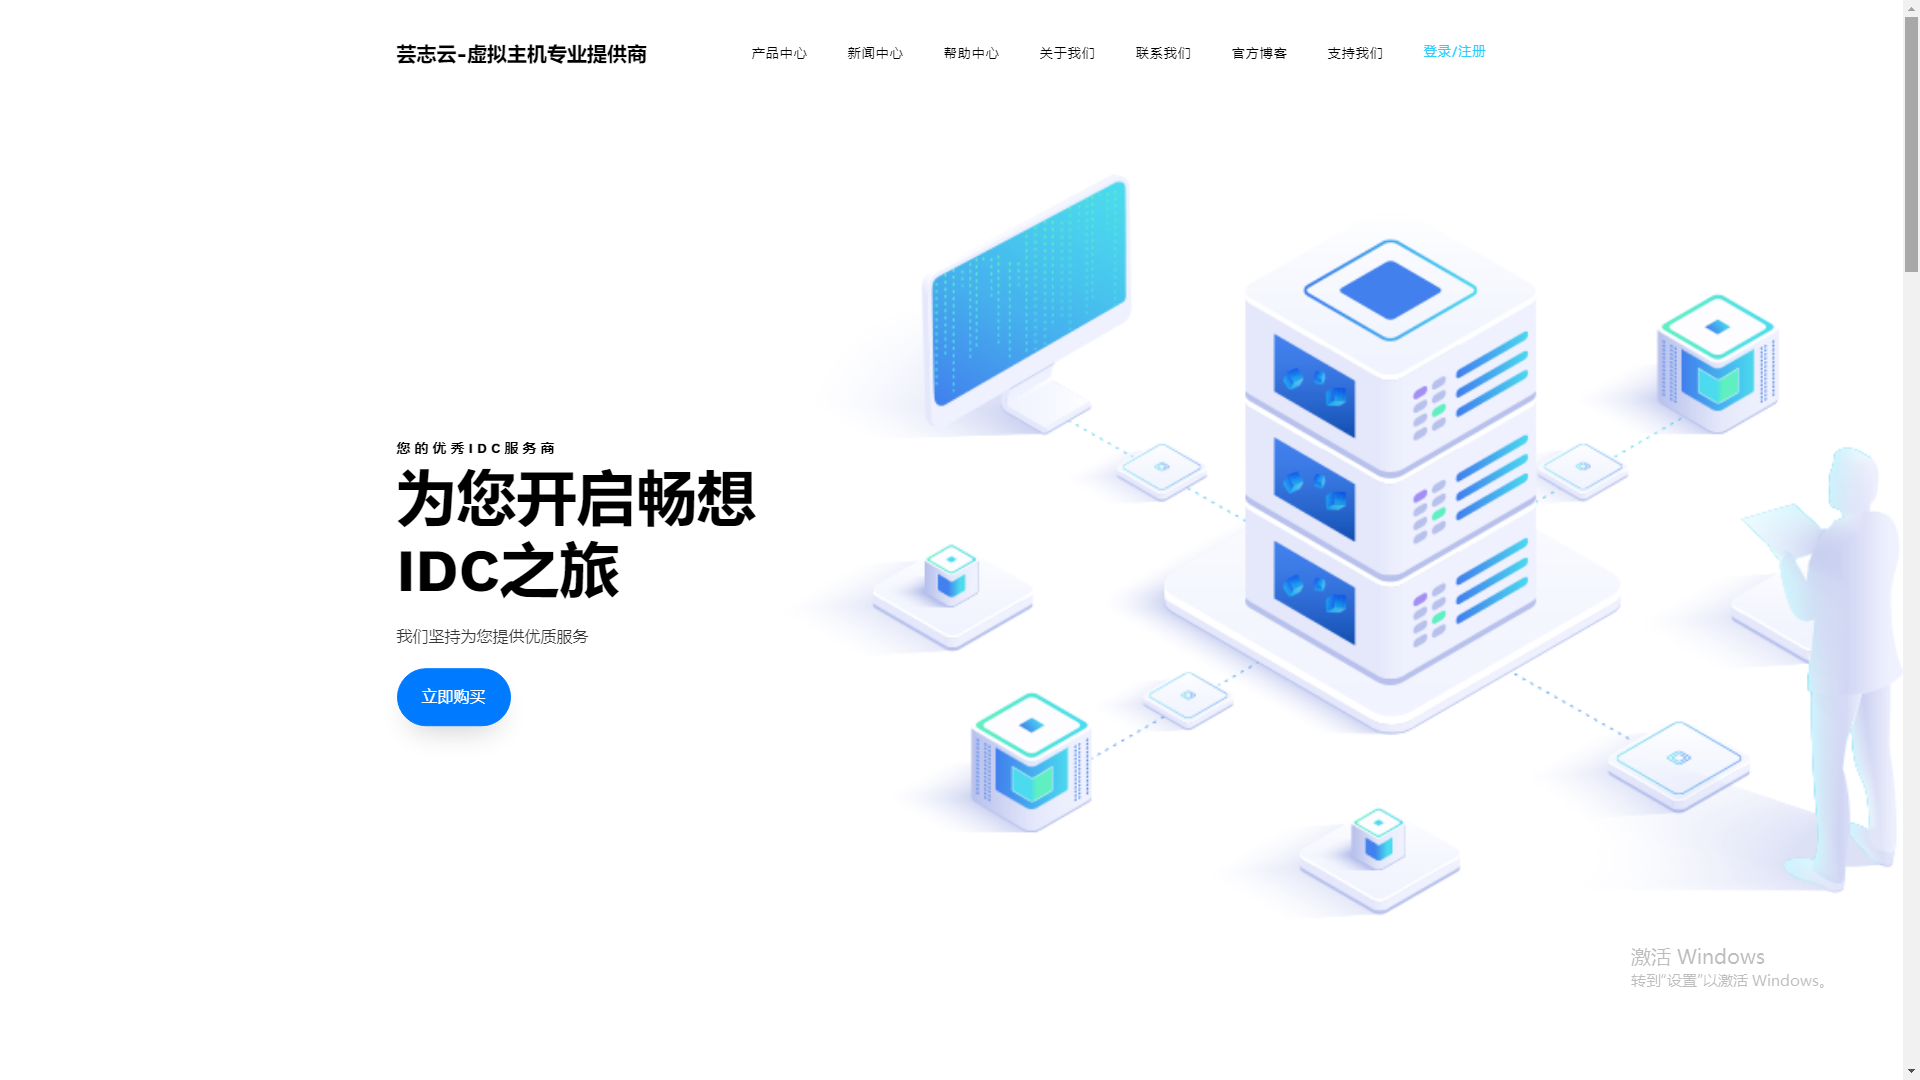 芸志云-虚拟主机专业提供商
产品中心 新闻中心 帮助中心 关于我们 联系我们 官方博客 支持我们 登录/注册
您的优秀IDC服务商
为您开启畅想
IDC之旅
我们坚持为您提供优质服务
立即购买
激活 Windows
转到“设置”以激活 Windows。